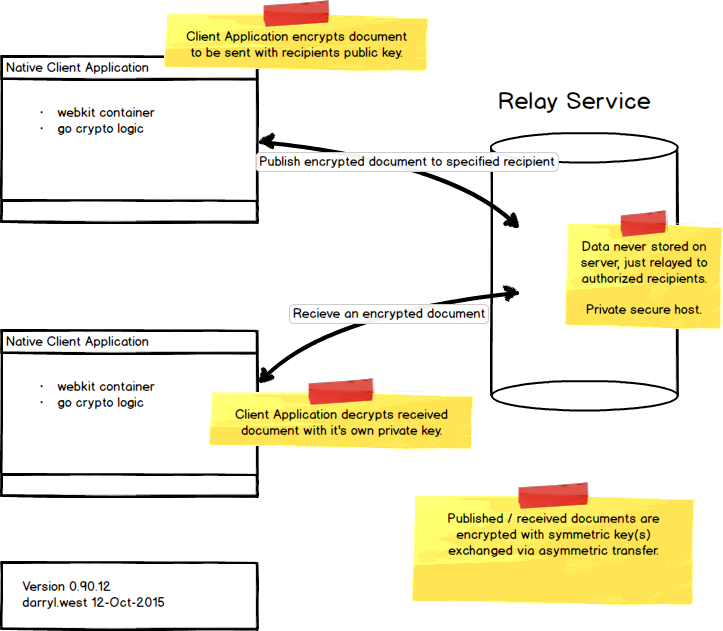 Client Application encrypts document
to be sent with recipients public key.
Native Client Application
· webkit container
· go crypto logic
Relay Service
Publish encrypted document to specified recipient
Data never stored on
server, just relayed to
authorized recipients.
Private secure host.
Recieve an encrypted document
Native Client Application
· webkit container
· go crypto logic
Client Application decrypts received
document with it's own private key.
Published / received documents are
encrypted with symmetric key(s)
exchanged via asymmetric transfer.
Version 0.90.12
darryl.west 12-Oct-2015